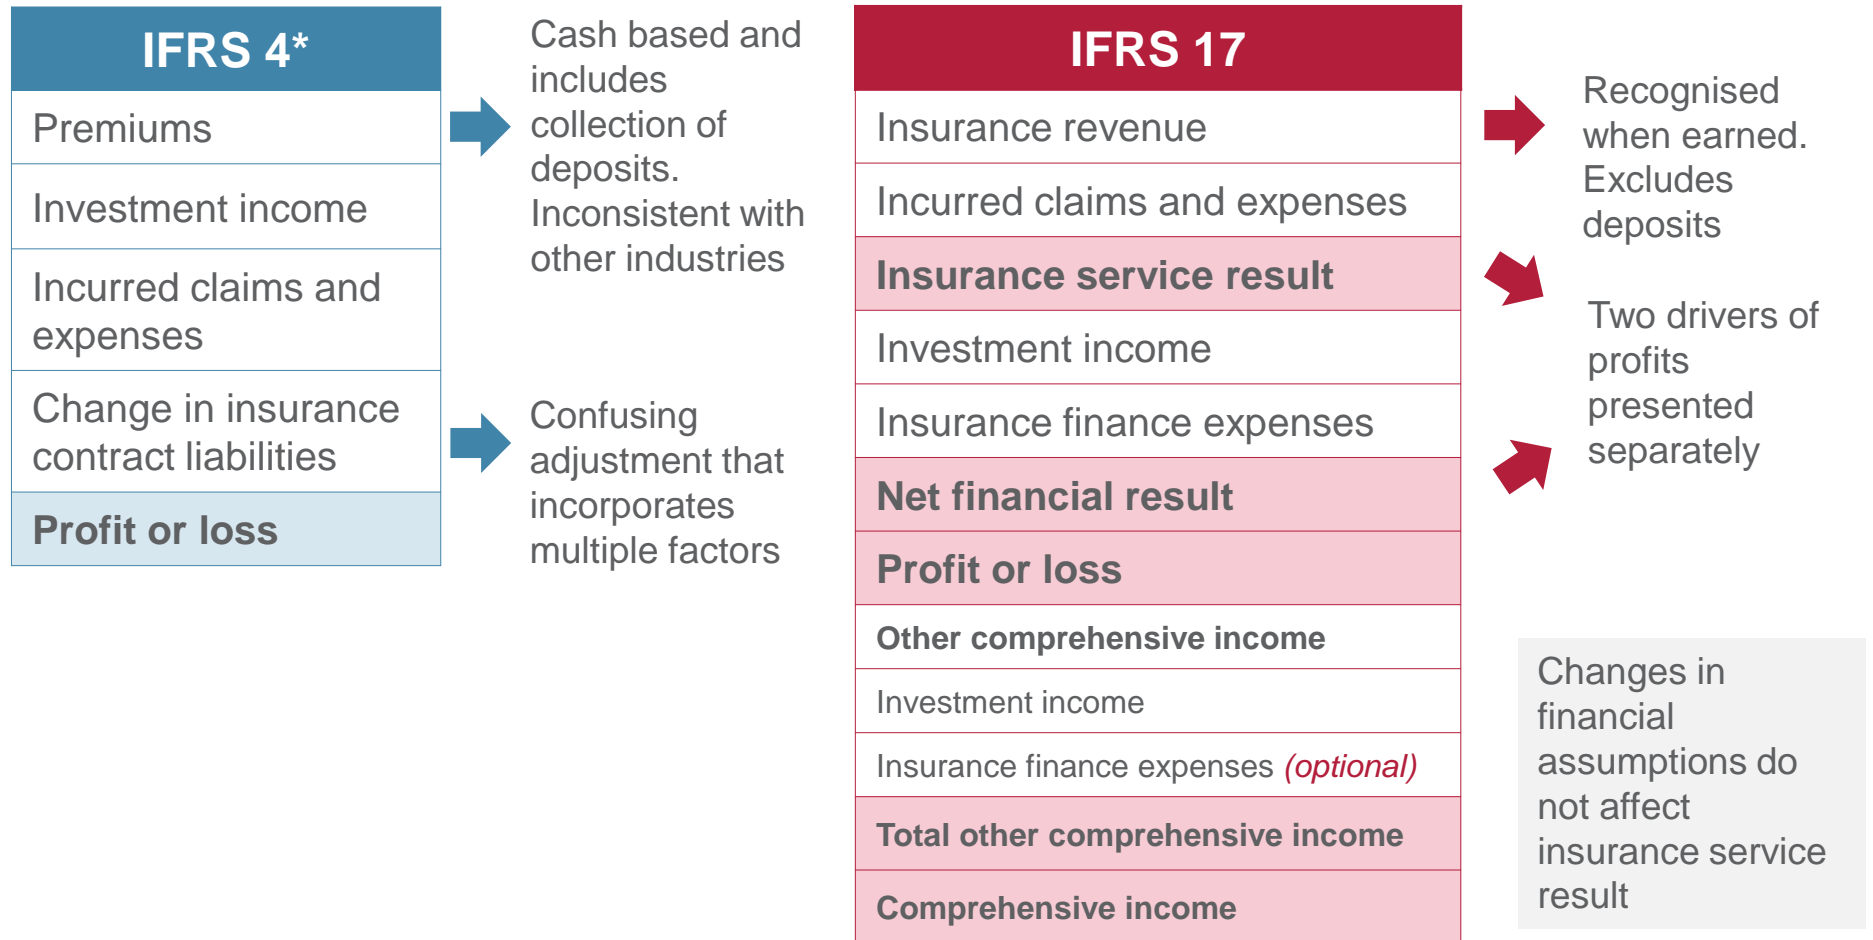 IFRS 4*
Premiums
Investment income
Incurred claims and
expenses
Change in insurance
contract liabilities
Profit or loss
Cash based and
includes
collection of
deposits.
Inconsistent with
other industries
Confusing
adjustment that
incorporates
multiple factors
IFRS 17
Insurance revenue
Incurred claims and expenses
Insurance service result
Investment income
Insurance finance expenses
Net financial result
Profit or loss
Other comprehensive income
Investment income
Insurance finance expenses (optional)
Total other comprehensive income
Comprehensive income
Recognised
when earned.
Excludes
deposits
Two drivers of
profits
presented
separately
Changes in
financial
assumptions do
not affect
insurance service
result